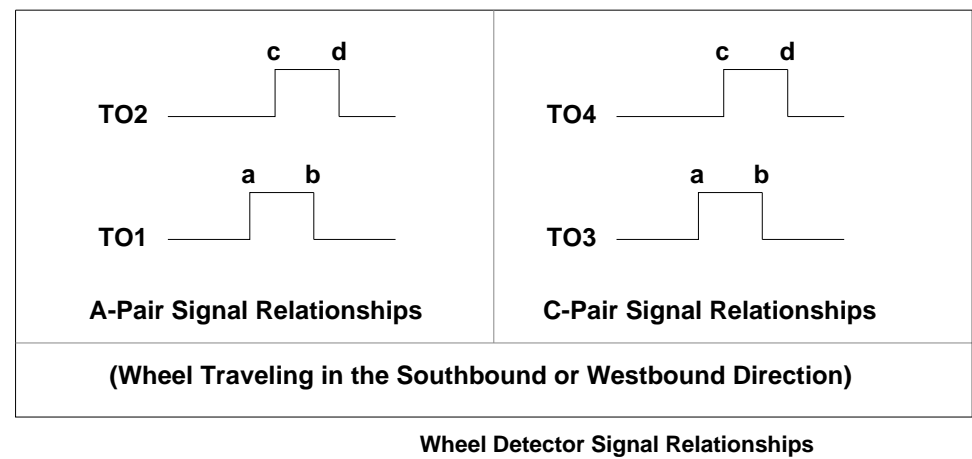 c d
TO2
a b
TO1
A-Pair Signal Relationships
c d
TO4
a b
TO3
C-Pair Signal Relationships
(Wheel Traveling in the Southbound or Westbound Direction)
Wheel Detector Signal Relationships